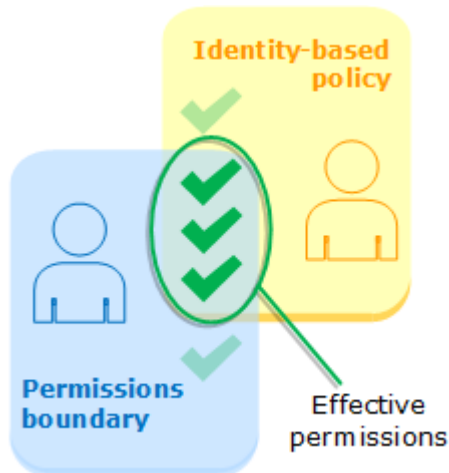 Identity-based
policy
Permissions
boundary
Effective
permissions